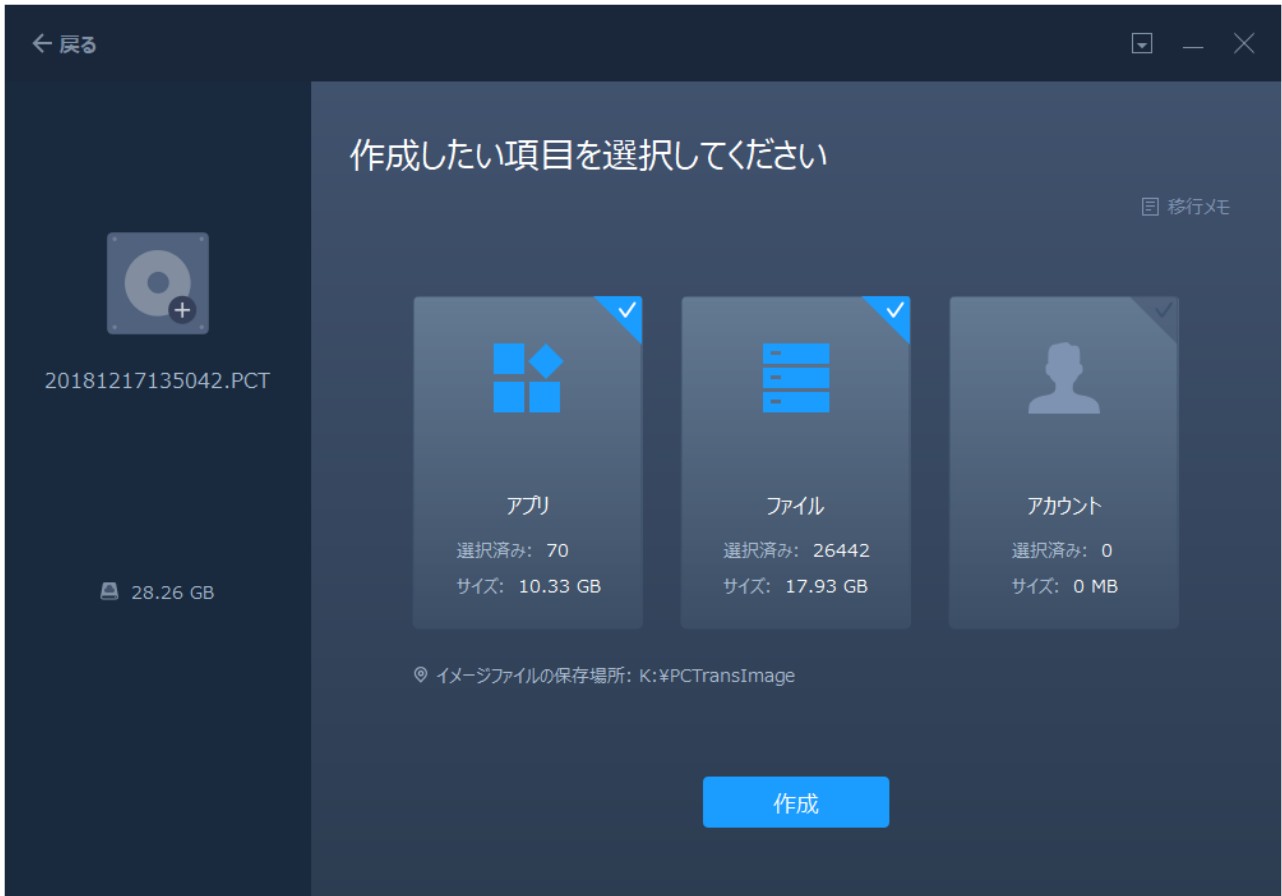 戻る
作成したい項目を選択してください
移行メモ
20181217135042.PCT
28.26 GB
アプリ
選択済み: 70
サイズ: 10.33 GB
ファイル
選択済み: 26442
サイズ: 17.93 GB
アカウント
選択済み: 0
サイズ: 0 MB
イメージファイルの保存場所: K:¥PCTransImage
作成